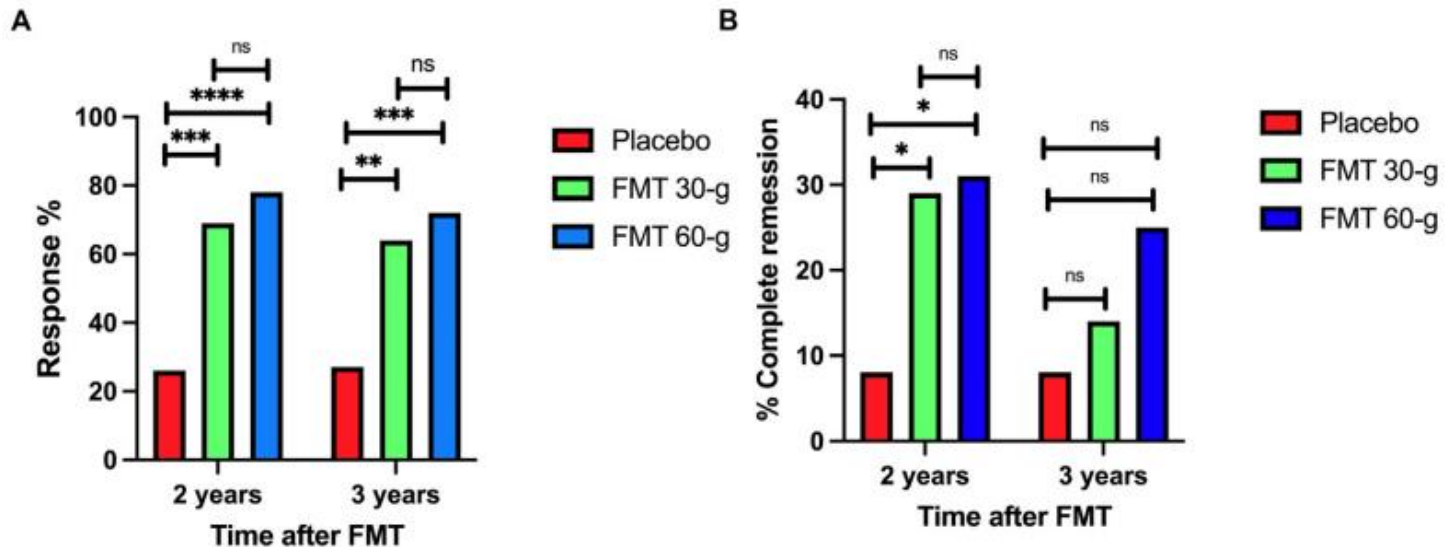 A
ns
****
***
ns
***
**
100
80
60
40
20
0
Response %
2 years
3 years
Time after FMT
Placebo
FMT 30-g
FMT 60-g
B
ns
*
*
ns
ns
ns
40
30
20
10
0
% Complete remission
2 years
3 years
Time after FMT
Placebo
FMT 30-g
FMT 60-g